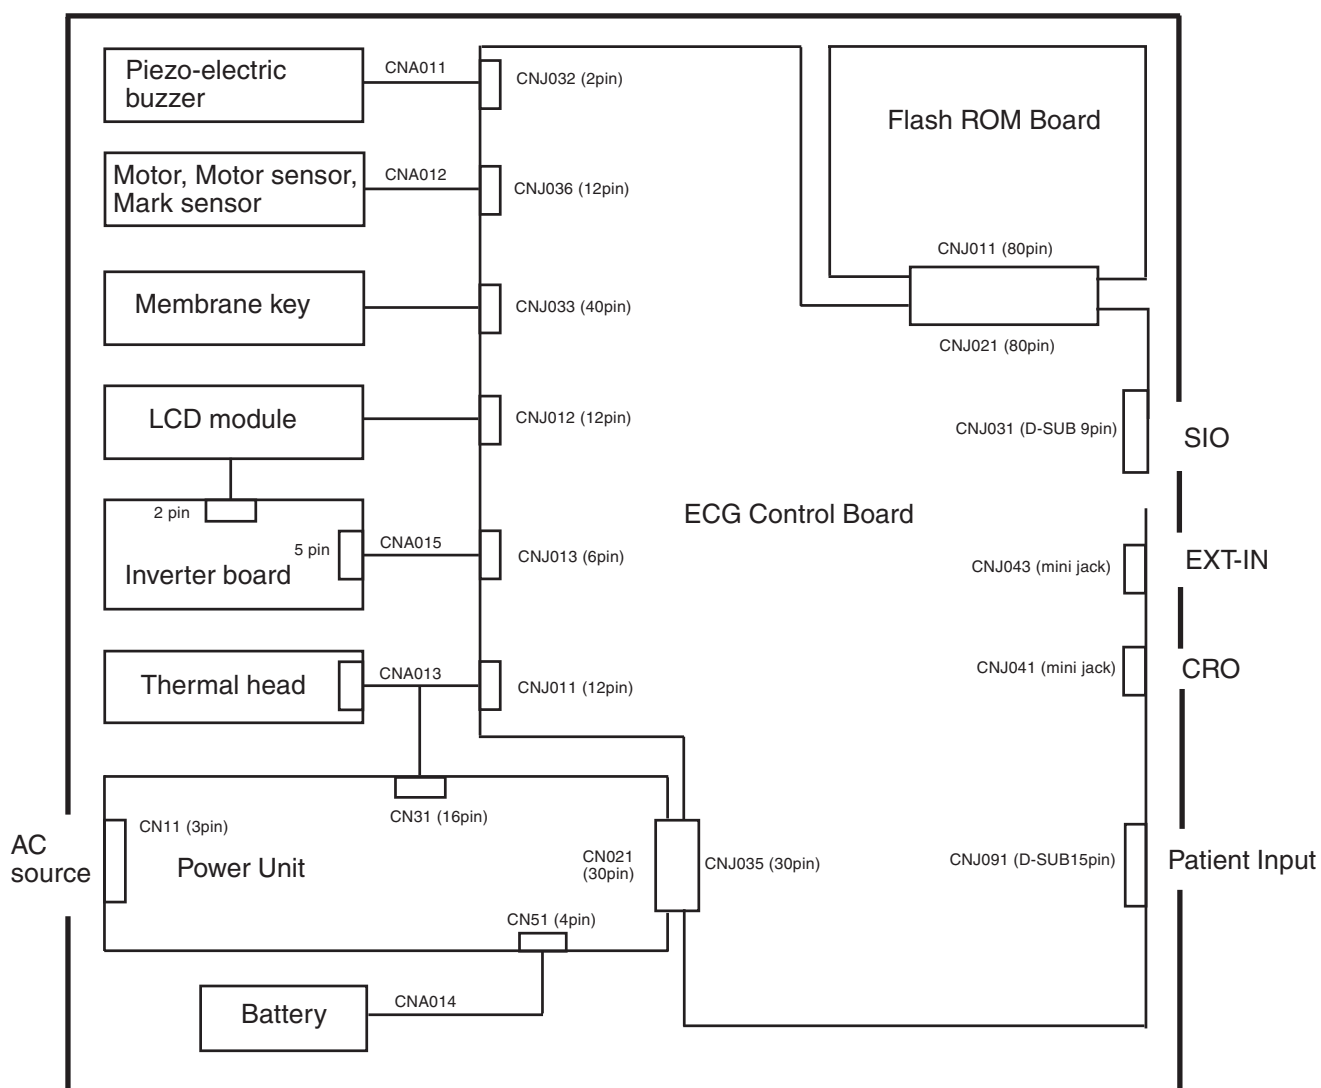 Piezo-electric
buzzer
CNA011
CNJ032 (2pin)
Flash ROM Board
Motor, Motor sensor,
Mark sensor
CNA012
CNJ036 (12pin)
CNJ011 (80pin)
Membrane key
CNJ033 (40pin)
CNJ021 (80pin)
LCD module
CNJ012 (12pin)
CNJ031 (D-SUB 9pin)
SIO
2 pin
ECG Control Board
5 pin
Inverter board
CNA015
CNJ013 (6pin)
CNJ043 (mini jack)
EXT-IN
Thermal head
CNA013
CNJ011 (12pin)
CNJ041 (mini jack)
CRO
CN31 (16pin)
CN11 (3pin)
AC
source
Power Unit
CN021
(30pin)
CNJ035 (30pin)
CNJ091 (D-SUB15pin)
Patient Input
CN51 (4pin)
Battery
CNA014